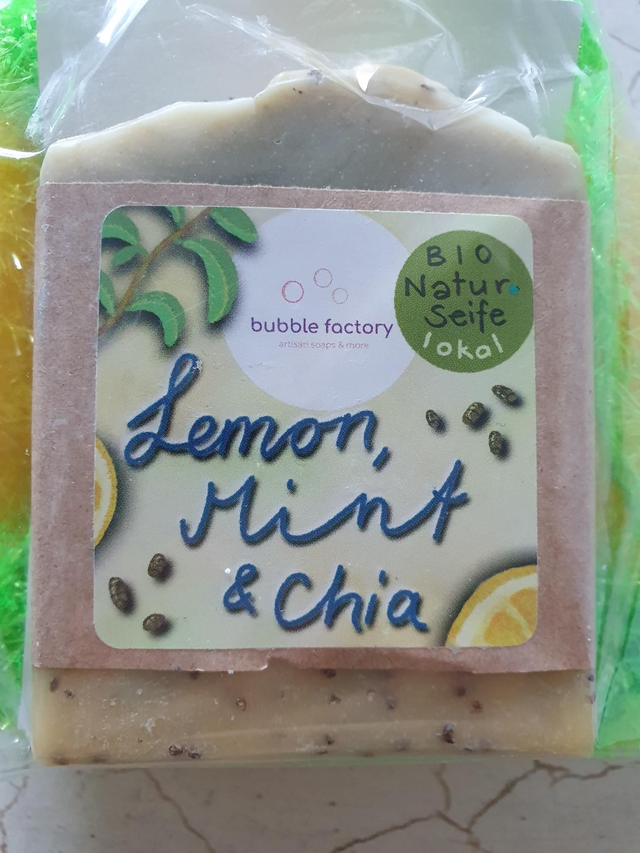 bubble factory
artisan soaps & more
BIO
Natur.
Seife
lokal
Lemon,
Mint
& Chia